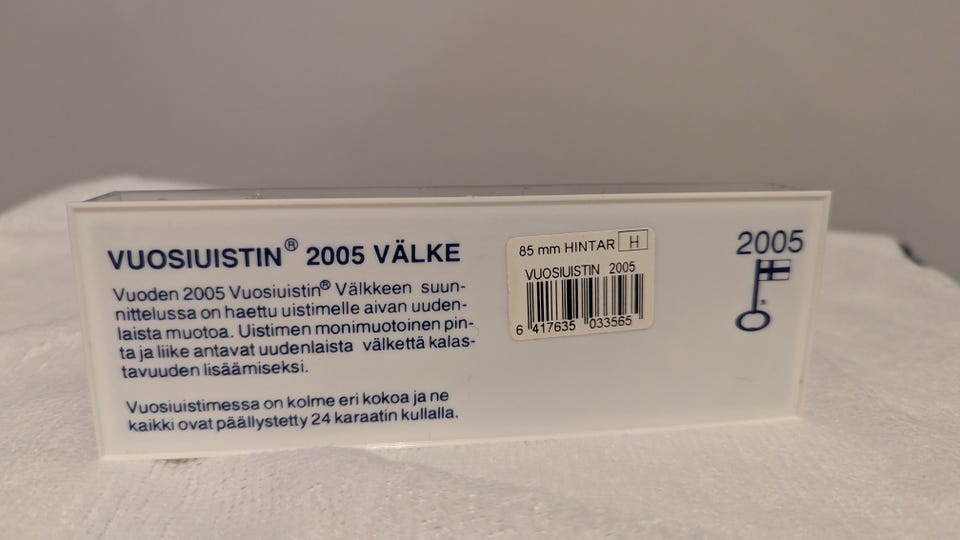 VUOSIUISTIN® 2005 VÄLKE
Vuoden 2005 Vuosiuistin® Välkkeen suun-
nittelussa on haettu uistimelle aivan uuden-
laista muotoa. Uistimen monimuotoinen pin-
ta ja liike antavat uudenlaista välkettä kalas-
tavuuden lisäämiseksi.
Vuosiuistimessa on kolme eri kokoa ja ne
kaikki ovat päällystetty 24 karaatin kullalla.
85 mm HINTAR H
VUOSIUISTIN 2005
6 417635 033565
2005